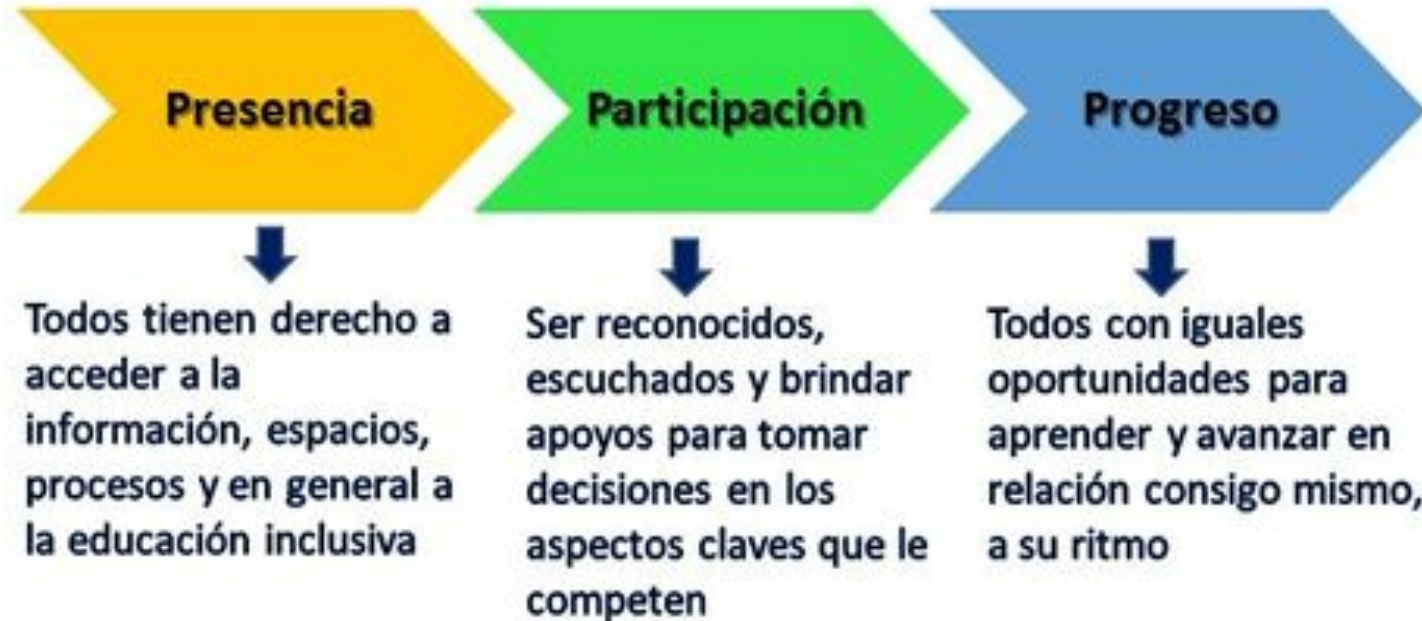 Presencia
Participación
Progreso
Todos tienen derecho a
acceder a la
información, espacios,
procesos y en general a
la educación inclusiva
Ser reconocidos,
escuchados y brindar
apoyos para tomar
decisiones en los
aspectos claves que le
competen
Todos con iguales
oportunidades para
aprender y avanzar en
relación consigo mismo,
a su ritmo